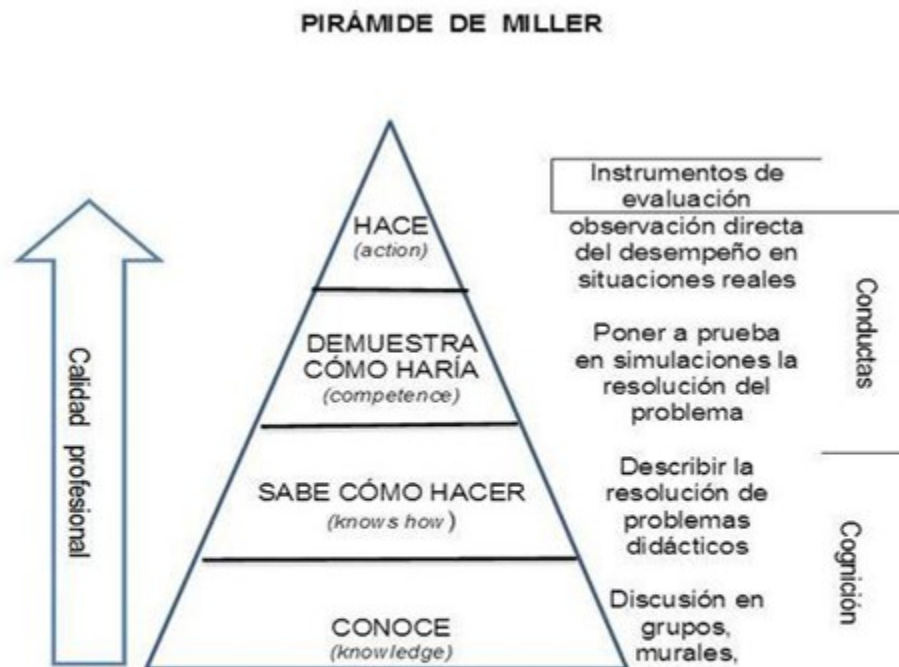 PIRÁMIDE DE MILLER
Calidad profesional
HACE
(action)
DEMUESTRA
CÓMO HARÍA
(competence)
SABE CÓMO HACER
(knows how)
CONOCE
(knowledge)
Instrumentos de
evaluación
observación directa
del desempeño en
situaciones reales
Poner a prueba
en simulaciones la
resolución del
problema
Describir la
resolución de
problemas
didácticos
Discusión en
grupos,
murales,
Conductas
Cognición